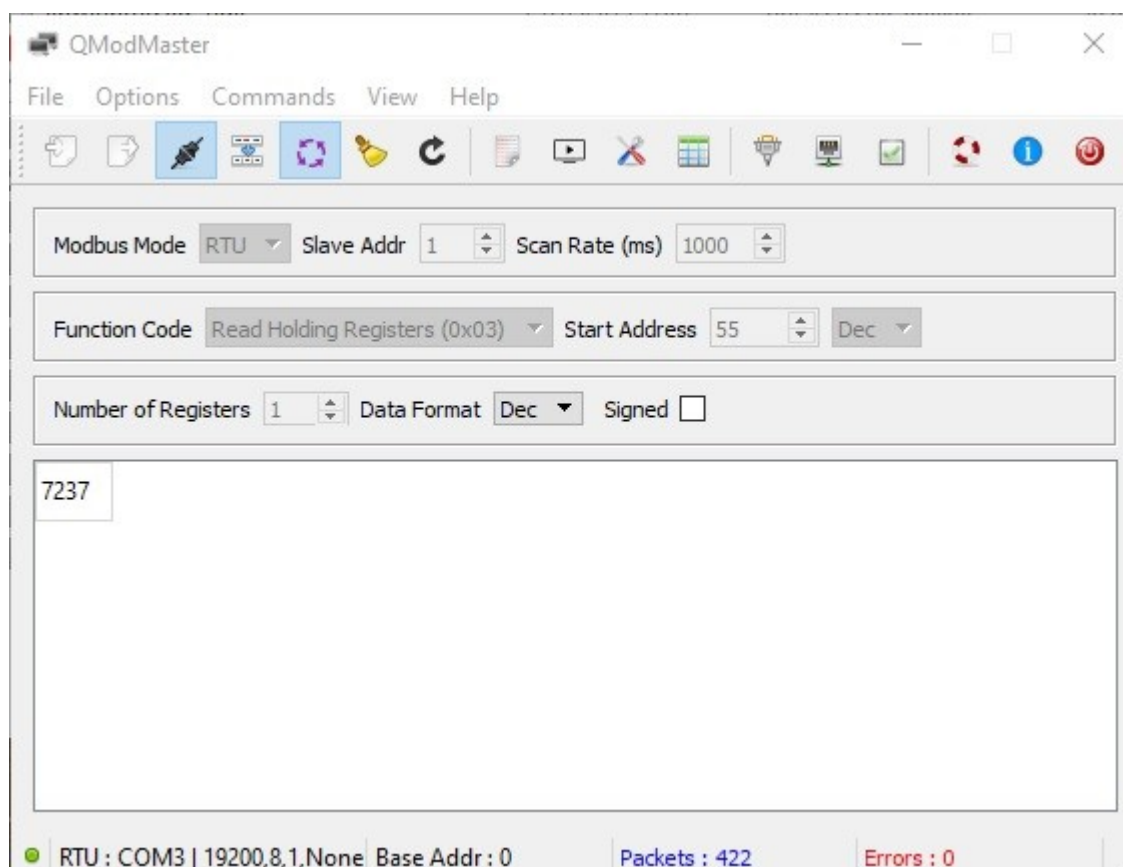 QModMaster
File Options Commands View Help
Modbus Mode RTU Slave Addr 1 Scan Rate (ms) 1000
Function Code Read Holding Registers (0x03) Start Address 55 Dec
Number of Registers 1 Data Format Dec Signed
7237
RTU : COM3 | 19200,8,1,None Base Addr : 0 Packets : 422 Errors : 0